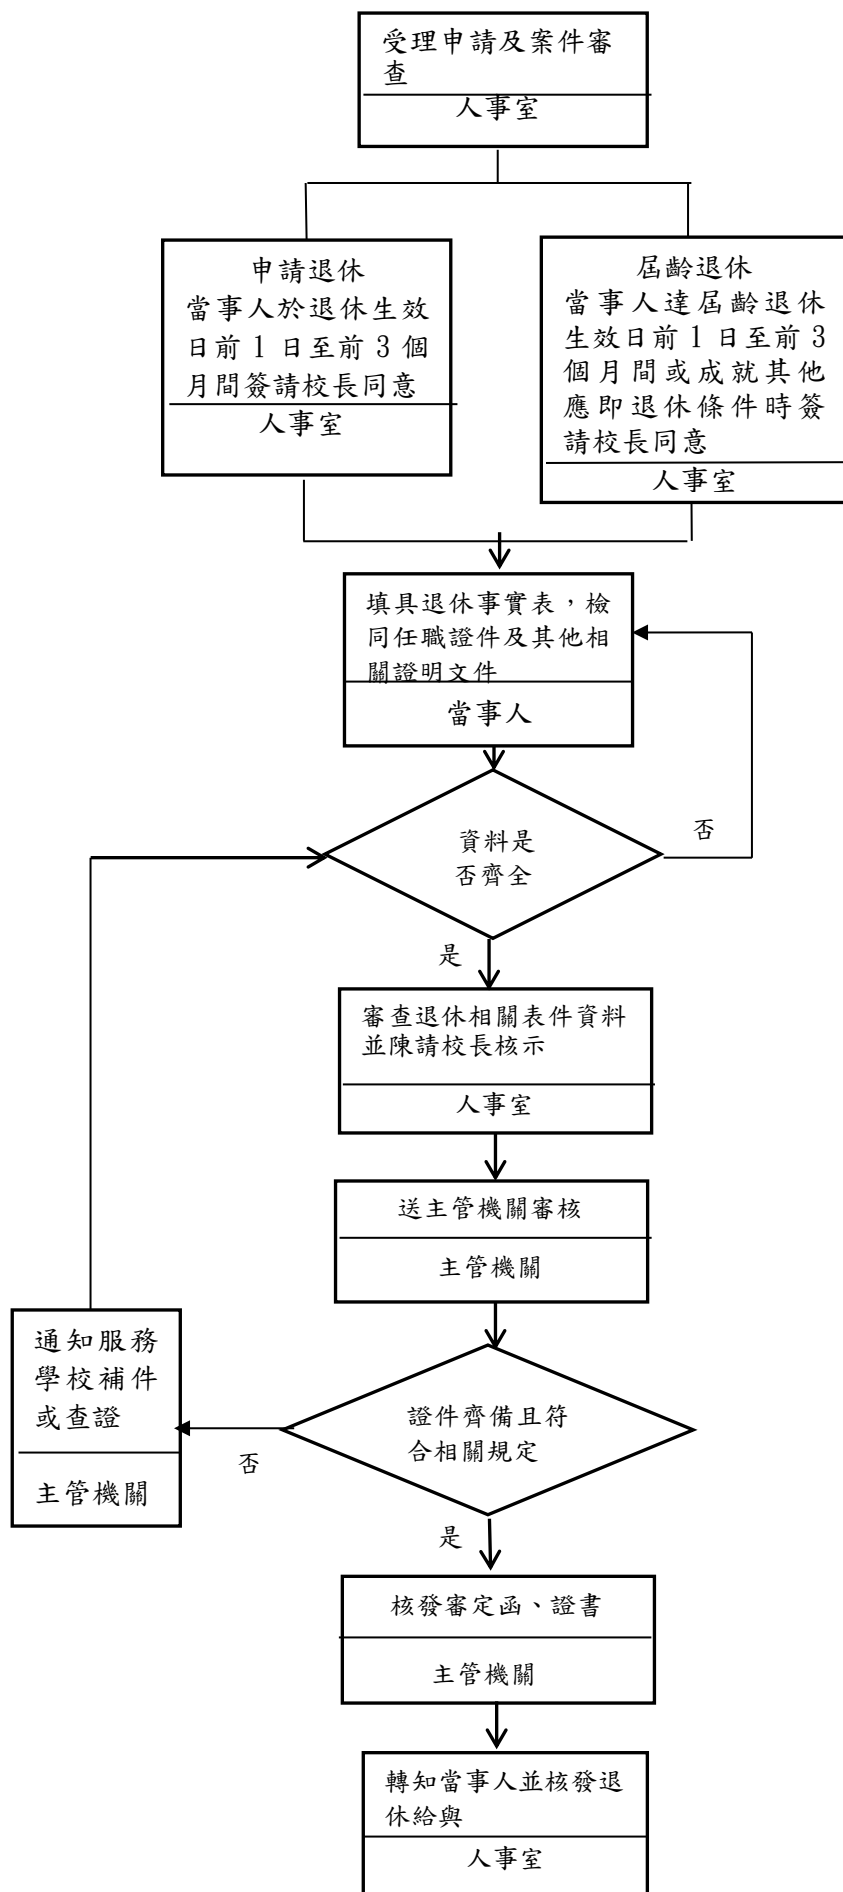 受理申請及案件審
查
人事室
申請退休
當事人於退休生效
日前 1 日至前 3 個
月間簽請校長同意
人事室
屆齡退休
當事人達屆齡退休
生效日前 1 日至前 3
個月間或成就其他
應即退休條件時簽
請校長同意
人事室
填具退休事實表，檢
同任職證件及其他相
關證明文件
當事人
資料是
否齊全
否
是
審查退休相關表件資料
並陳請校長核示
人事室
送主管機關審核
主管機關
證件齊備且符
合相關規定
否
通知服務
學校補件
或查證
主管機關
是
核發審定函、證書
主管機關
轉知當事人並核發退
休給與
人事室